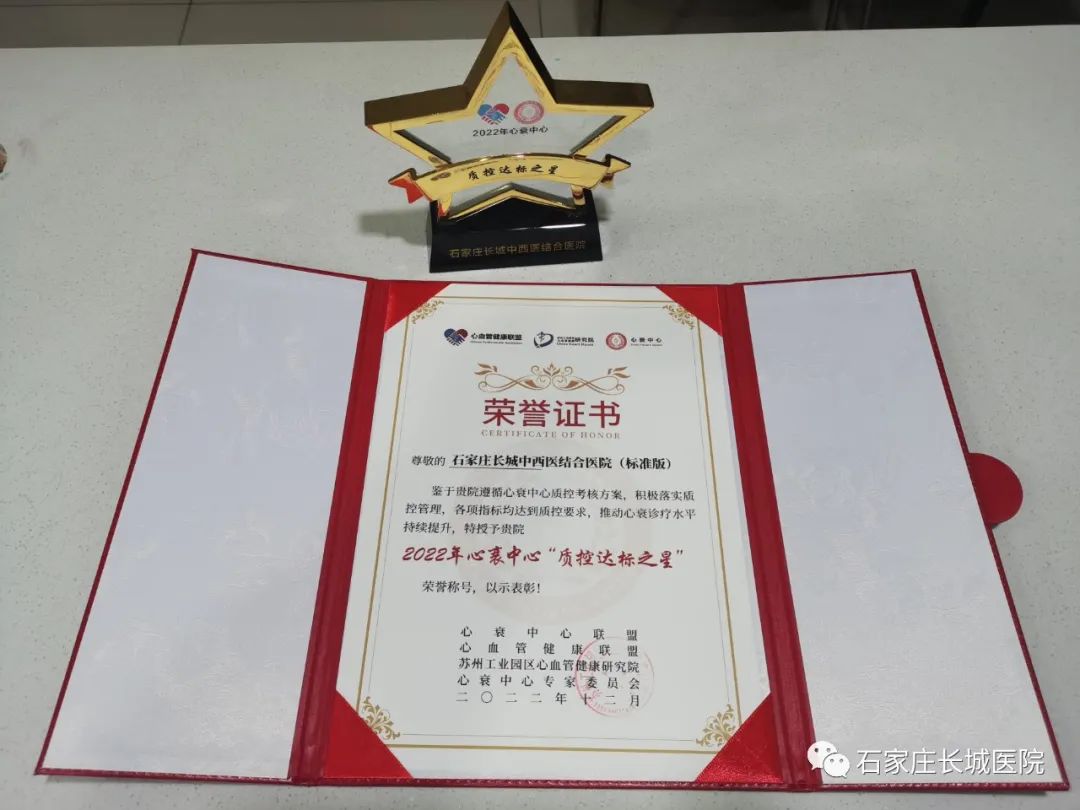 2022年心衰中心
质控达标之星
石家庄长城中西医结合医院
心血管健康联盟
研究院
心衰中心
荣誉证书
CERTIFICATE OF HONOR
尊敬的 石家庄长城中西医结合医院（标准版）
鉴于贵院遵循心衰中心质控考核方案，积极落实质
控管理，各项指标均达到质控要求，推动心衰诊疗水平
持续提升，特授予贵院
2022年心衰中心“质控达标之星”
荣誉称号，以示表彰！
心衰中心联盟
心血管健康联盟
苏州工业园区心血管健康研究院
心衰中心专家委员会
二〇二二年十二月
石家庄长城医院